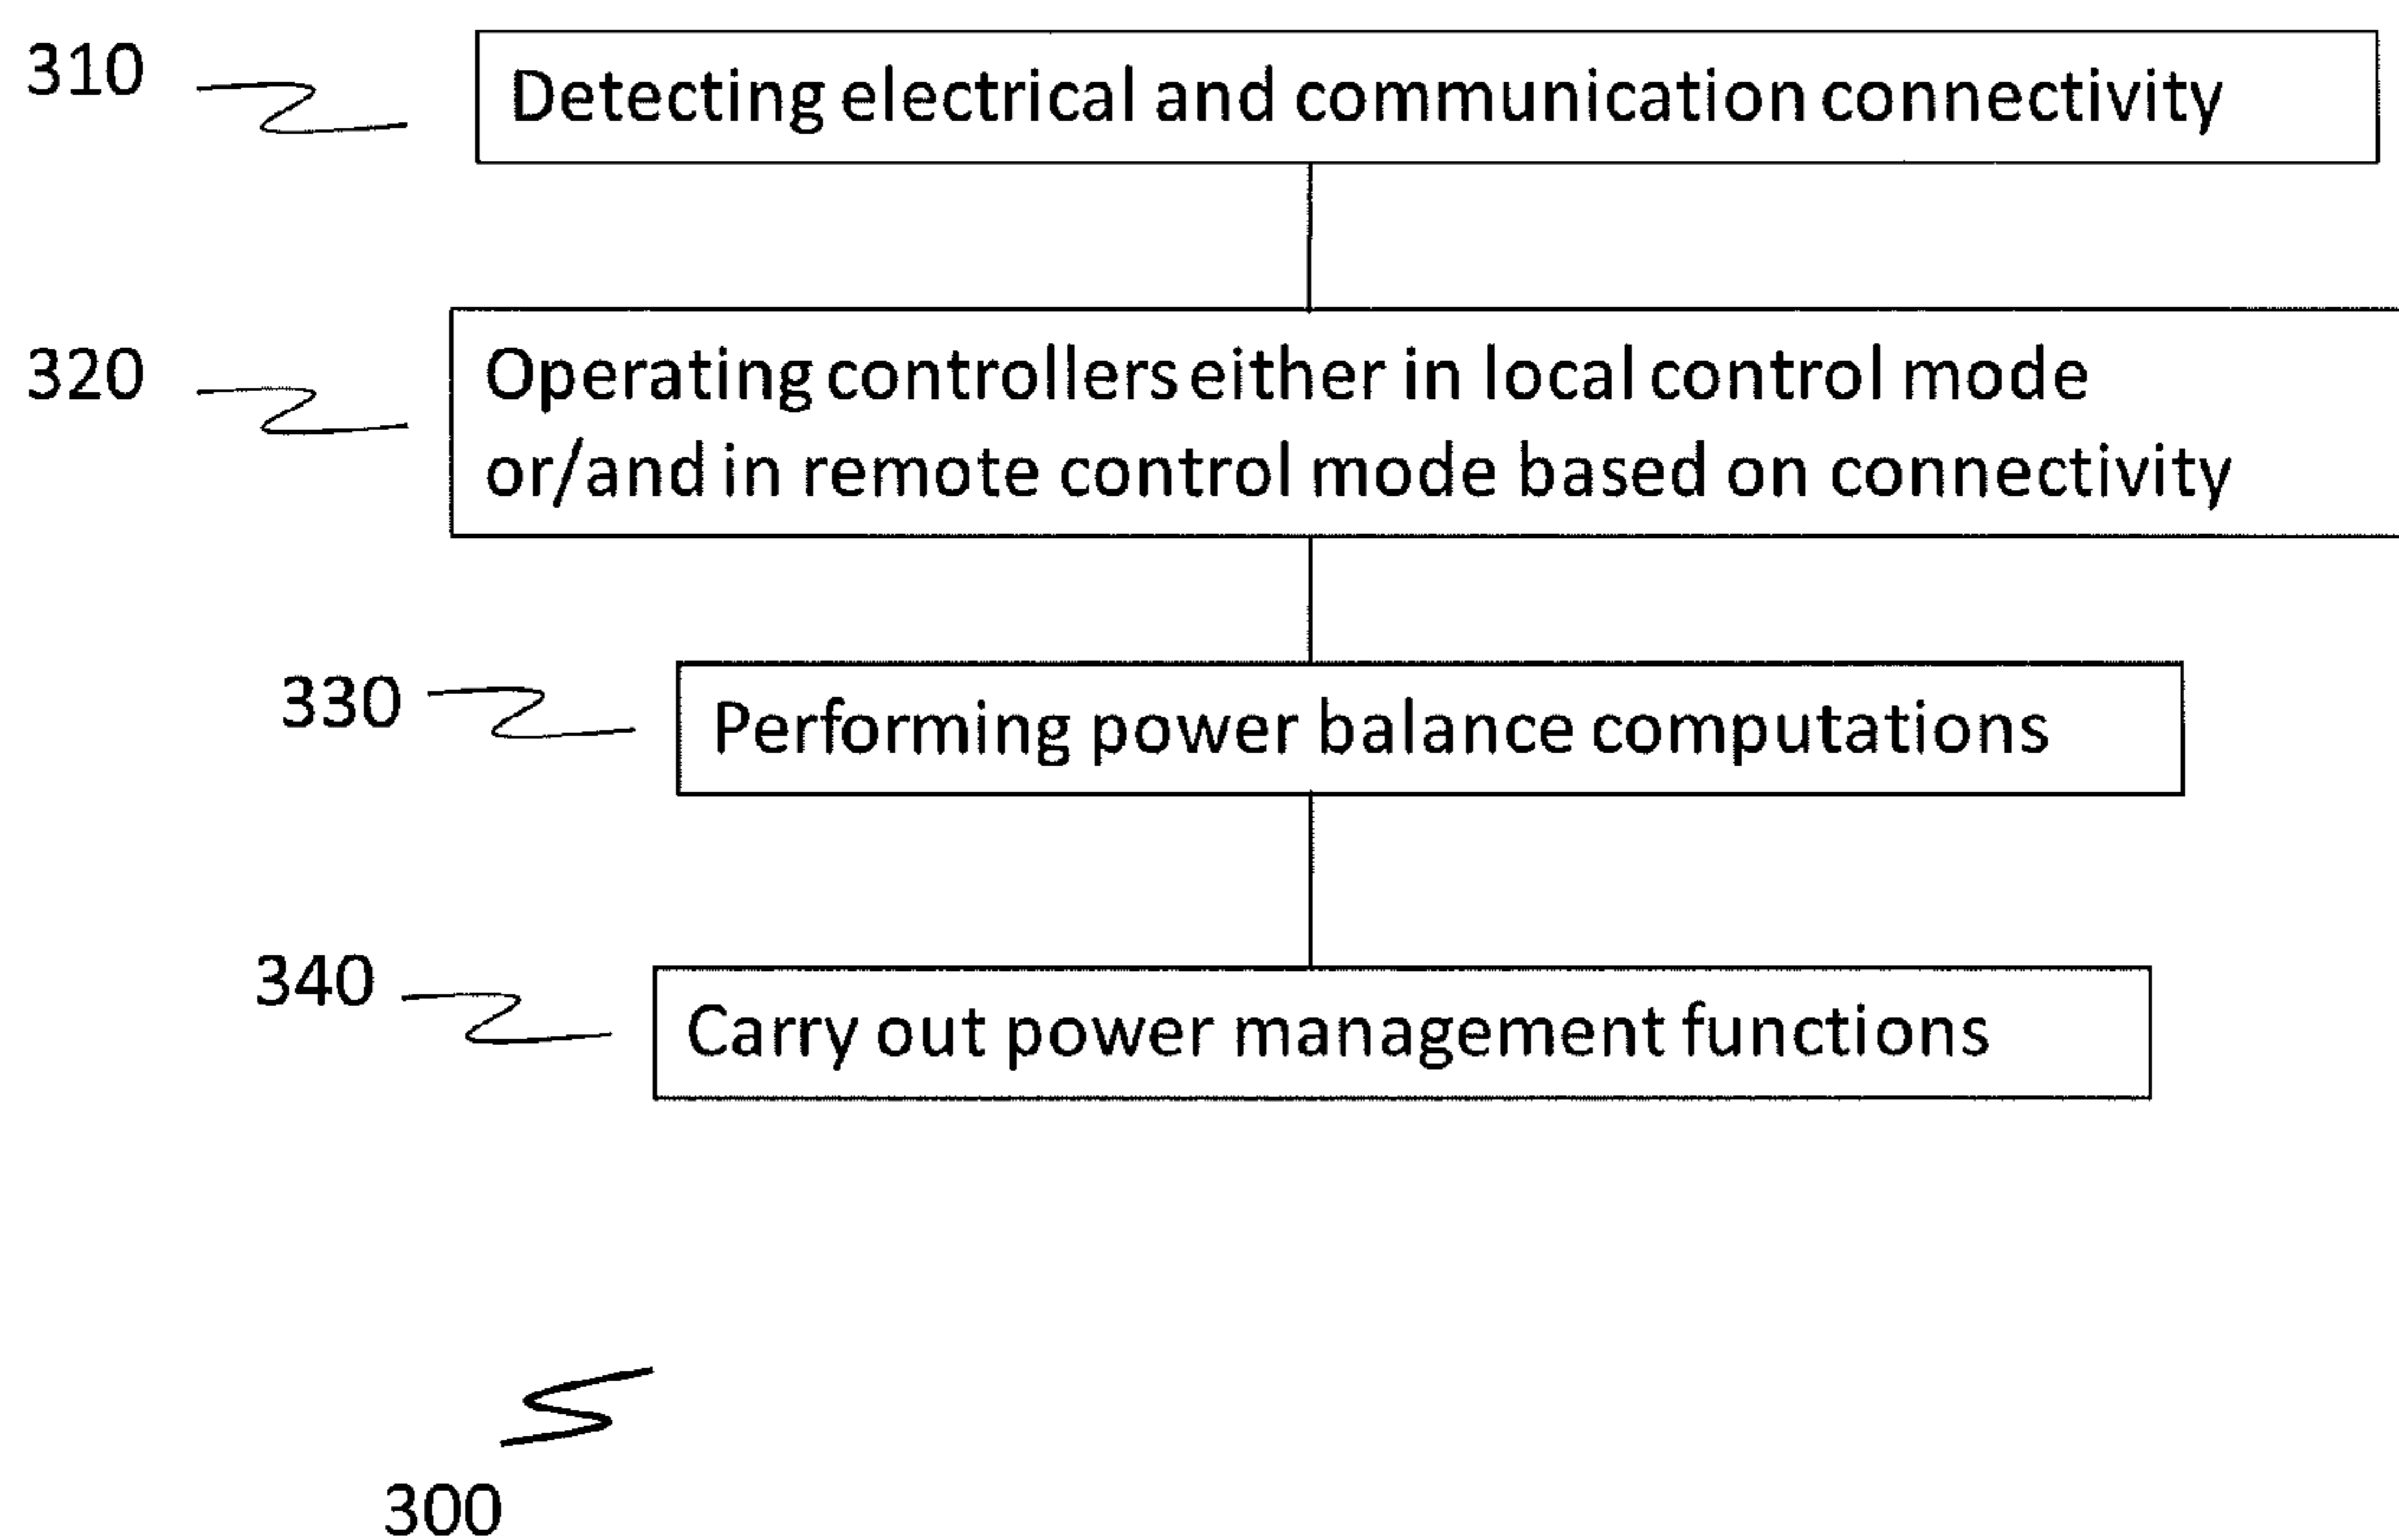 310
Detecting electrical and communication connectivity
320
Operating controllers either in local control mode
or/and in remote control mode based on connectivity
330
Performing power balance computations
340
Carry out power management functions
300